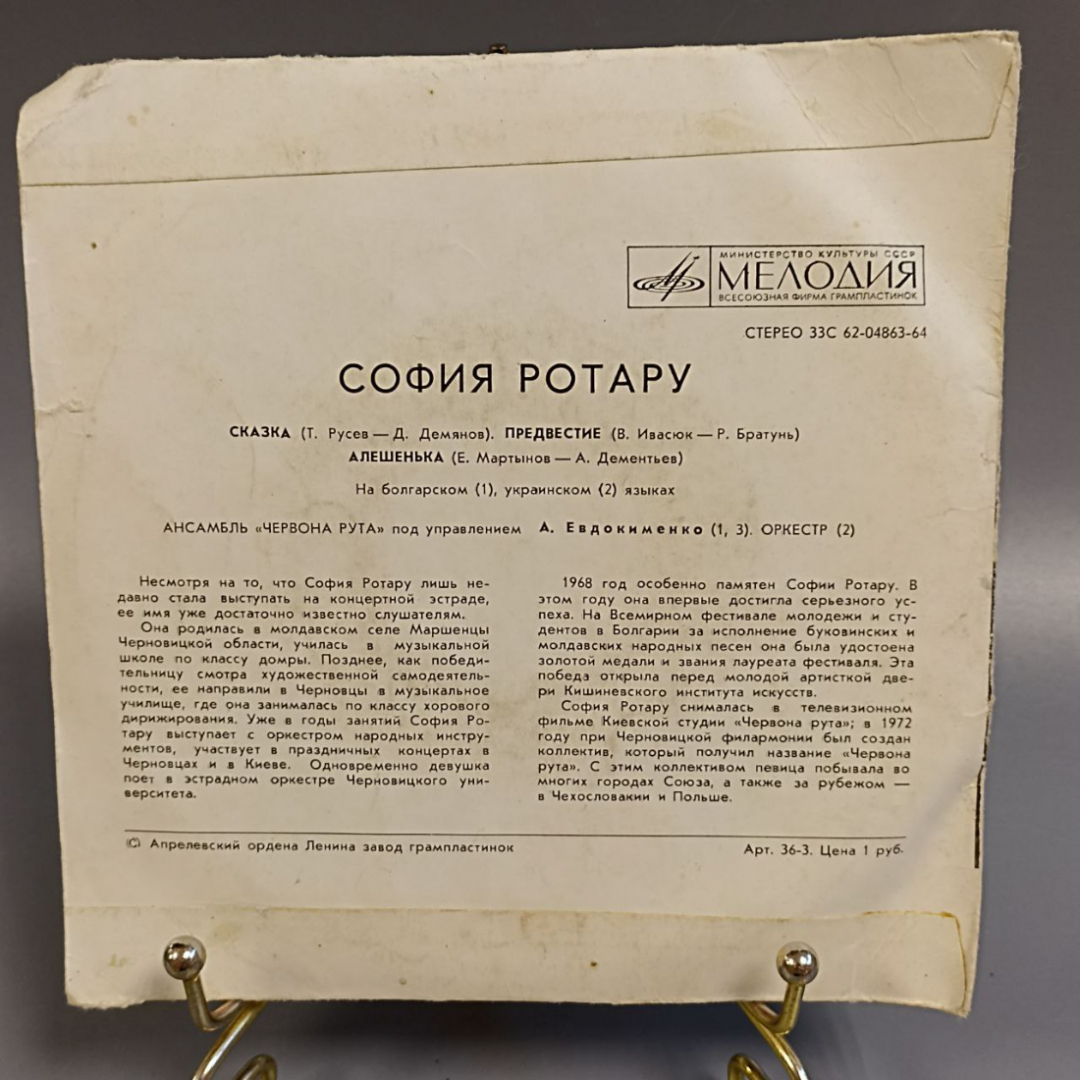 МИНИСТЕРСТВО КУЛЬТУРЫ СССР
МЕЛОДИЯ
ВСЕСОЮЗНАЯ ФИРМА ГРАМПЛАСТИНОК
СТЕРЕО 33С 62-04863-64
СОФИЯ РОТАРУ
СКАЗКА (Т. Русев — Д. Демянов). ПРЕДВЕСТИЕ (В. Ивасюк — Р. Братунь)
АЛЕШЕНЬКА (Е. Мартынов — А. Дементьев)
На болгарском (1), украинском (2) языках
АНСАМБЛЬ «ЧЕРВОНА РУТА» под управлением А. Евдокименко (1, 3). ОРКЕСТР (2)
Несмотря на то, что София Ротару лишь не-
давно стала выступать на концертной эстраде,
ее имя уже достаточно известно слушателям.
Она родилась в молдавском селе Маршенцы
Черновицкой области, училась в музыкальной
школе по классу домры. Позднее, как победи-
тельницу смотра художественной самодеятель-
ности, ее направили в Черновцы в музыкальное
училище, где она занималась по классу хорового
дирижирования. Уже в годы занятий София Ро-
тару выступает с оркестром народных инстру-
ментов, участвует в праздничных концертах в
Черновцах и в Киеве. Одновременно девушка
поет в эстрадном оркестре Черновицкого уни-
верситета.
1968 год особенно памятен Софии Ротару. В
этом году она впервые достигла серьезного ус-
пеха. На Всемирном фестивале молодежи и сту-
дентов в Болгарии за исполнение буковинских и
молдавских народных песен она была удостоена
золотой медали и звания лауреата фестиваля. Эта
победа открыла перед молодой артисткой две-
ри Кишиневского института искусств.
София Ротару снималась в телевизионном
фильме Киевской студии «Червона рута»; в 1972
году при Черновицкой филармонии был создан
коллектив, который получил название «Червона
рута». С этим коллективом певица побывала во
многих городах Союза, а также за рубежом —
в Чехословакии и Польше.
© Апрелевский ордена Ленина завод грампластинок
Арт. 36-3. Цена 1 руб.